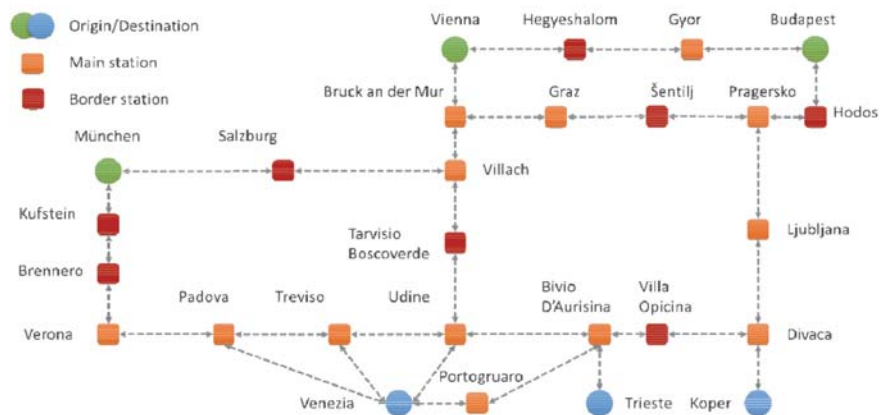 Origin/Destination
Main station
Border station
Vienna
Hegyeshalom
Gyor
Budapest
Bruck an der Mur
Graz
Šentilj
Pragersko
Hodos
München
Salzburg
Villach
Kufstein
Tarvisio
Boscoverde
Ljubljana
Brennero
Padova
Treviso
Udine
Bivio
D'Aurisina
Villa
Opicina
Verona
Divaca
Portogruaro
Venezia
Trieste
Koper